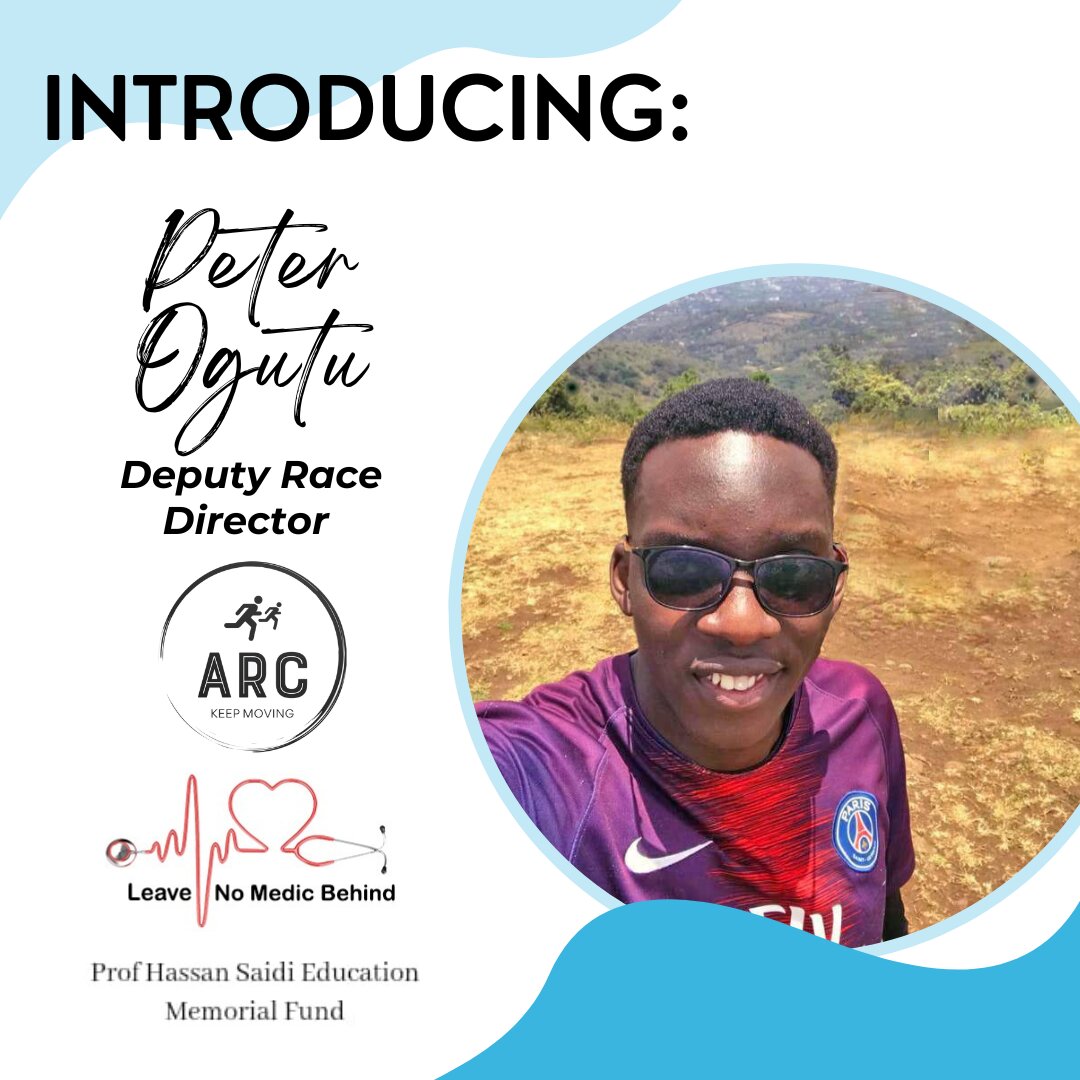 INTRODUCING:
Peter
Ogutu
Deputy Race
Director
ARC
KEEP MOVING
Leave No Medic Behind
Prof Hassan Saidi Education
Memorial Fund
PARIS